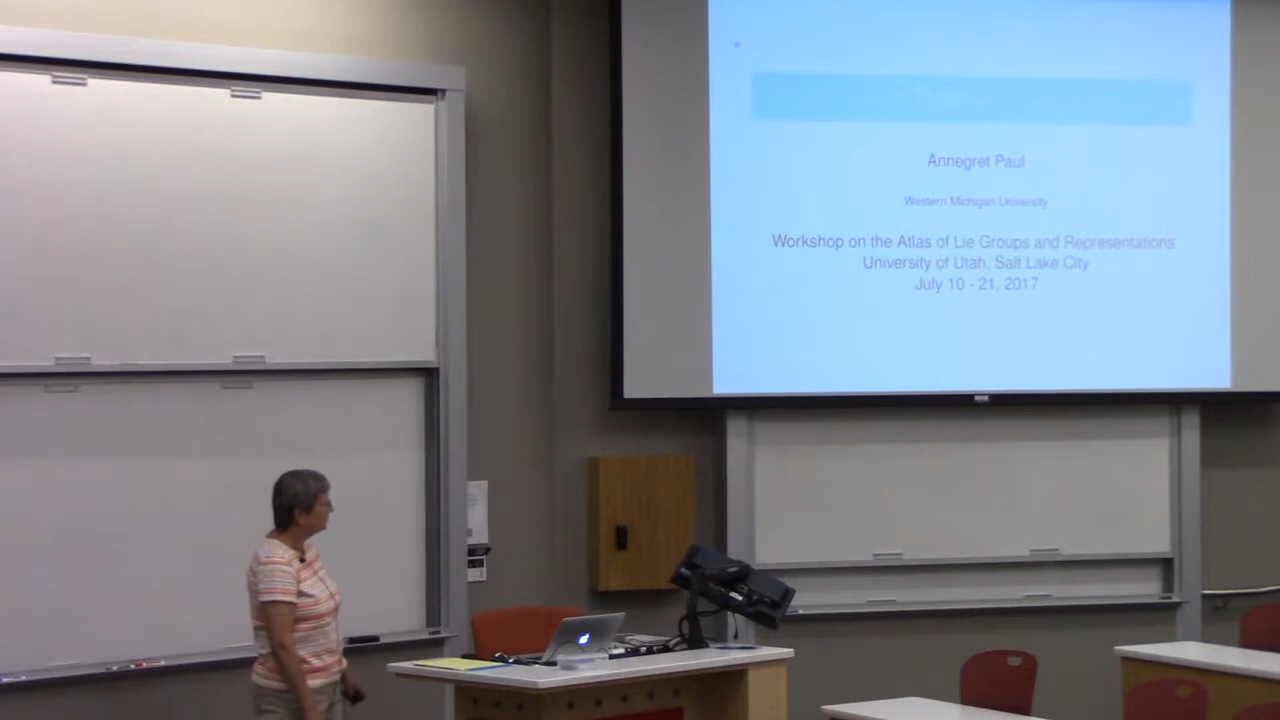 Annegret Paul
Western Michigan University
Workshop on the Atlas of Lie Groups and Representations
University of Utah, Salt Lake City
July 10 - 21, 2017